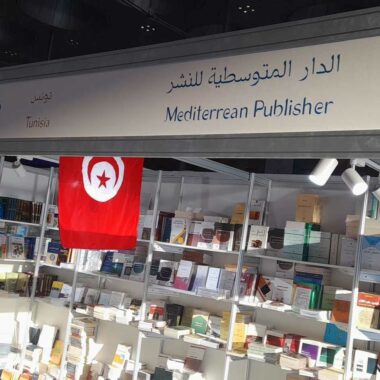 الدار المتوسطية للنشر
Mediterrean Publisher
تونس
Tunisia